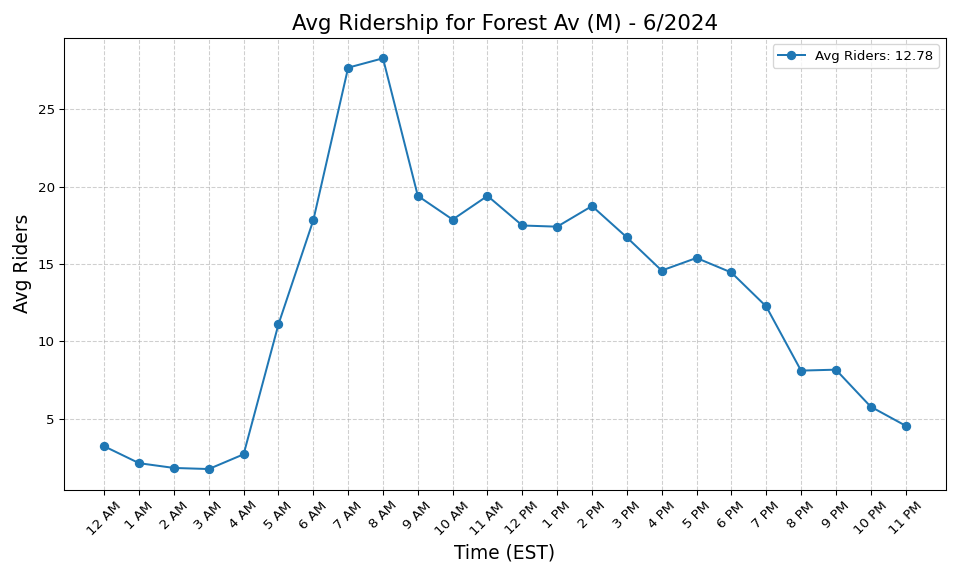 Avg Ridership for Forest Av (M) - 6/2024
Avg Riders: 12.78
Avg Riders
25
20
15
10
5
12 AM
1 AM
2 AM
3 AM
4 AM
5 AM
6 AM
7 AM
8 AM
9 AM
10 AM
11 AM
12 PM
1 PM
2 PM
3 PM
4 PM
5 PM
6 PM
7 PM
8 PM
9 PM
10 PM
11 PM
Time (EST)